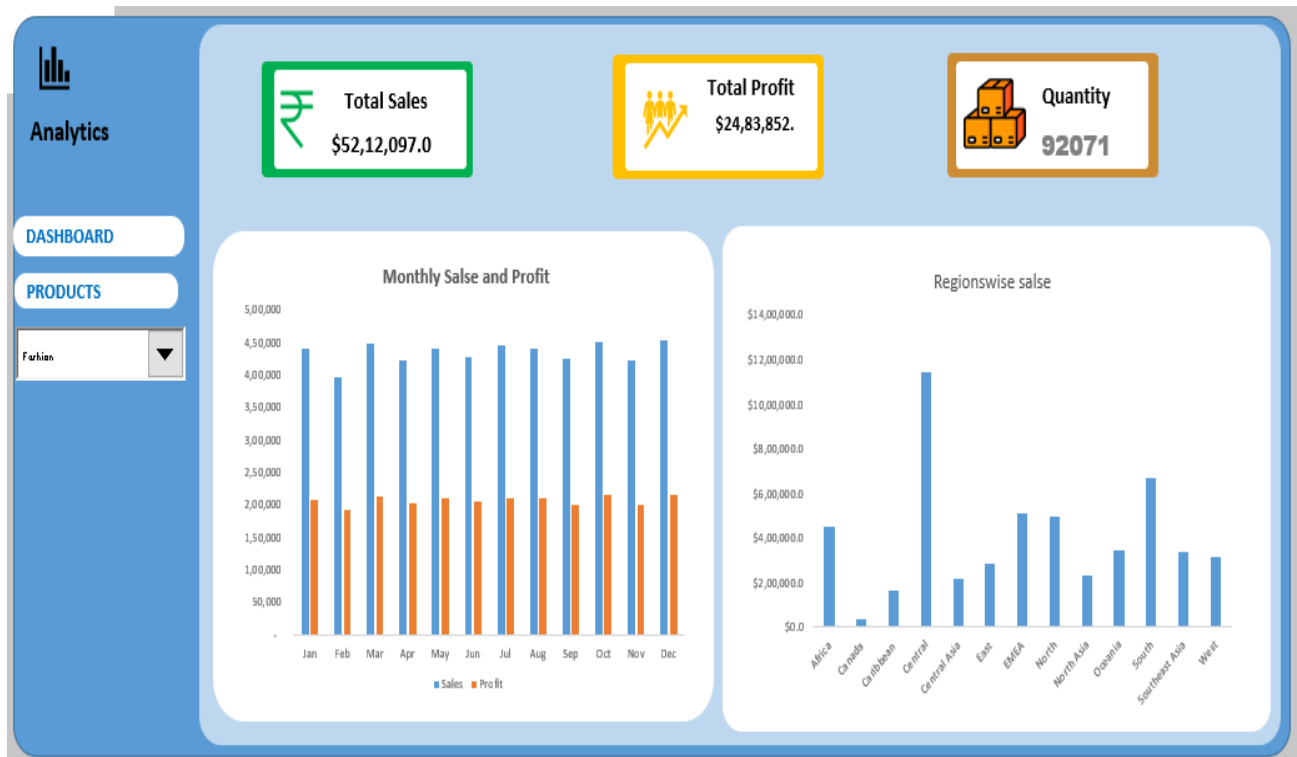 Analytics
DASHBOARD
PRODUCTS
Fashion
Total Sales
$52,12,097.0
Total Profit
$24,83,852.
Quantity
92071
Monthly Salse and Profit
5,00,000
4,50,000
4,00,000
3,50,000
3,00,000
2,50,000
2,00,000
1,50,000
1,00,000
50,000
-
Jan Feb Mar Apr May Jun Jul Aug Sep Oct Nov Dec
Sales Profit
Regionswise salse
$14,00,000.0
$12,00,000.0
$10,00,000.0
$8,00,000.0
$6,00,000.0
$4,00,000.0
$2,00,000.0
$0.0
Africa Canada Caribbean Central Central Asia East EMEA North North Asia Oceania South Southeast Asia West